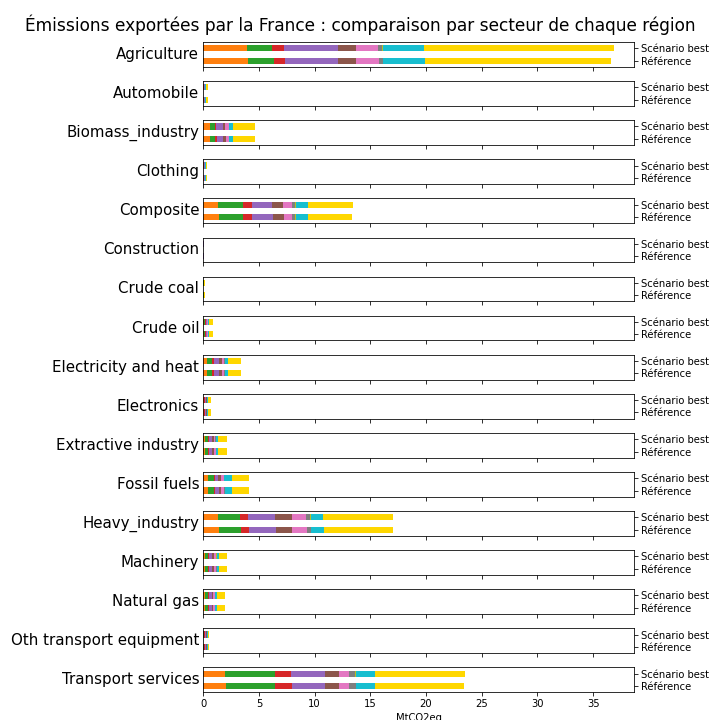 Émissions exportées par la France : comparaison par secteur de chaque région
Agriculture
Scénario best
Référence
Automobile
Scénario best
Référence
Biomass_industry
Scénario best
Référence
Clothing
Scénario best
Référence
Composite
Scénario best
Référence
Construction
Scénario best
Référence
Crude coal
Scénario best
Référence
Crude oil
Scénario best
Référence
Electricity and heat
Scénario best
Référence
Electronics
Scénario best
Référence
Extractive industry
Scénario best
Référence
Fossil fuels
Scénario best
Référence
Heavy_industry
Scénario best
Référence
Machinery
Scénario best
Référence
Natural gas
Scénario best
Référence
Oth transport equipment
Scénario best
Référence
Transport services
Scénario best
Référence
0 5 10 15 20 25 30 35
MtCO2eq